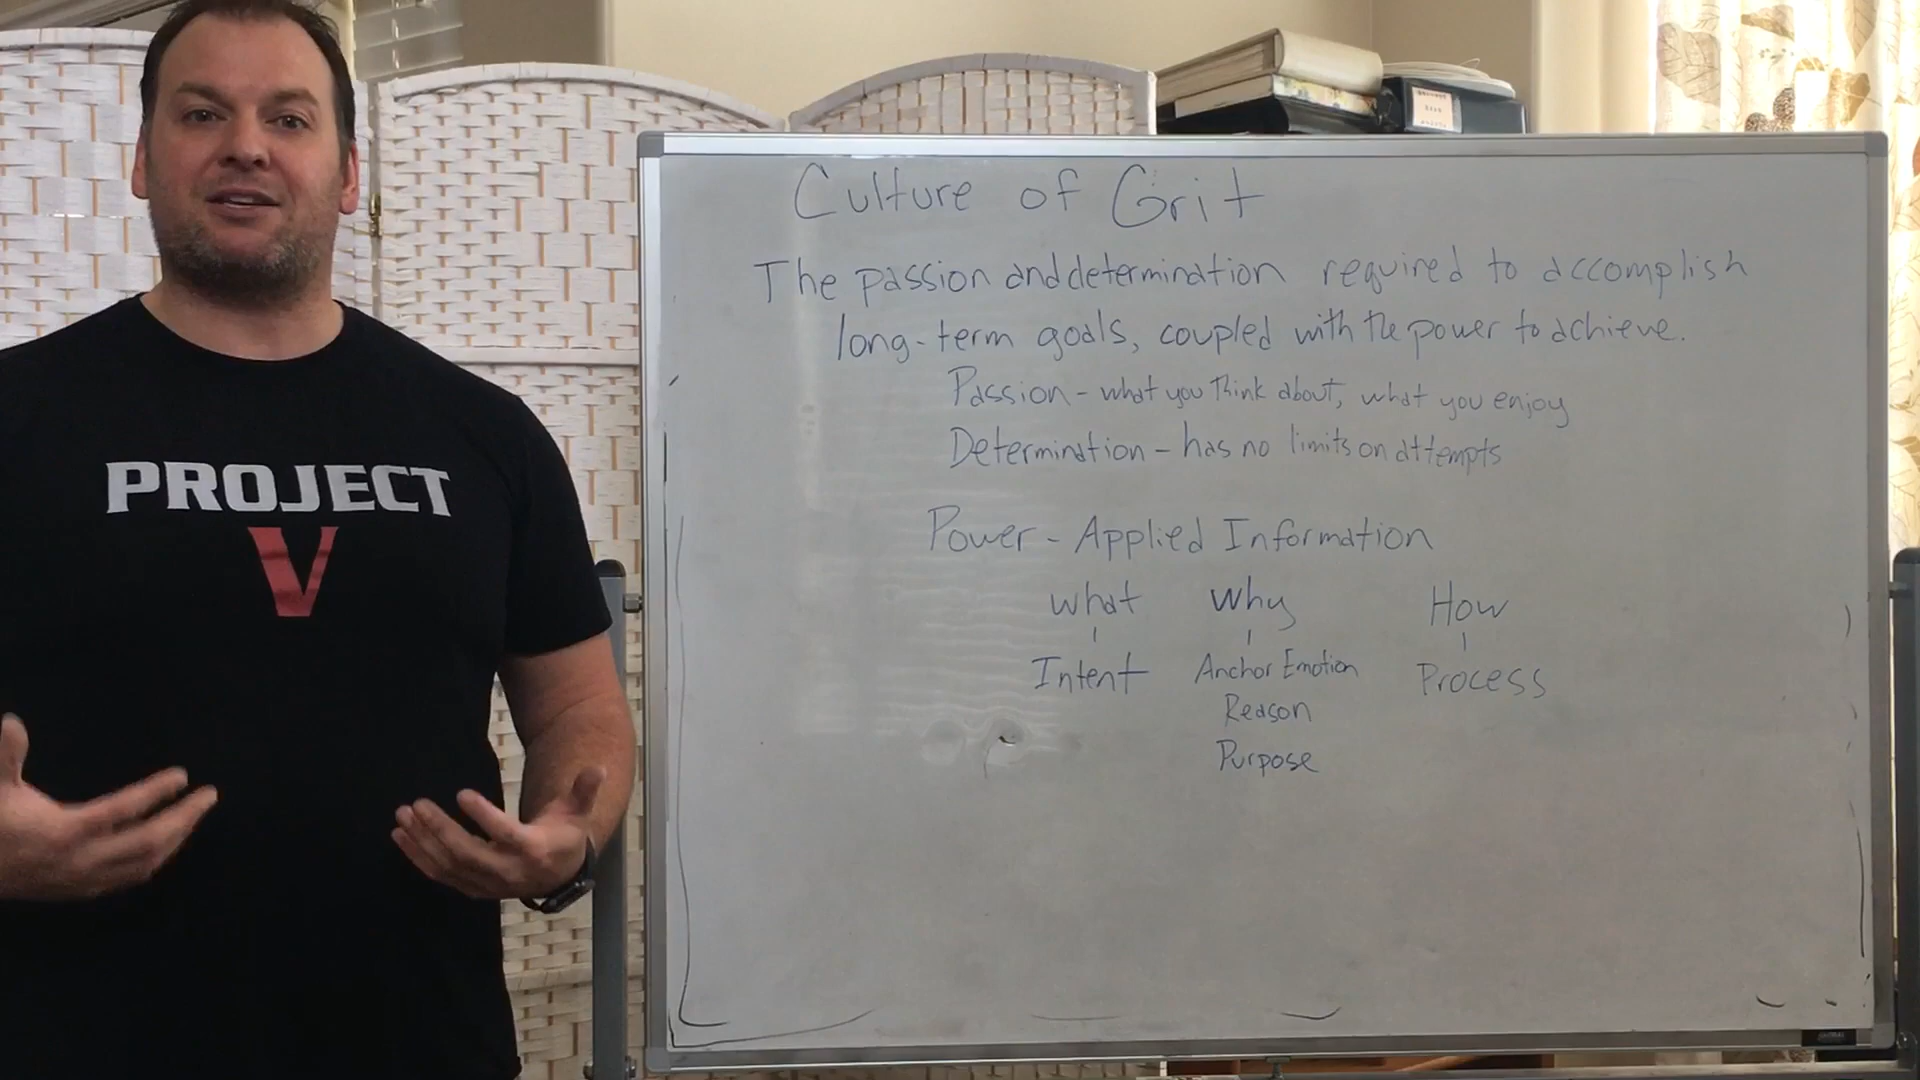 PROJECT
V
Culture of Grit
The passion and determination required to accomplish
long-term goals, coupled with the power to achieve.
Passion - what you think about, what you enjoy
Determination - has no limits on attempts
Power - Applied Information
what Why How
Intent Anchor Emotion Process
Reason
Purpose